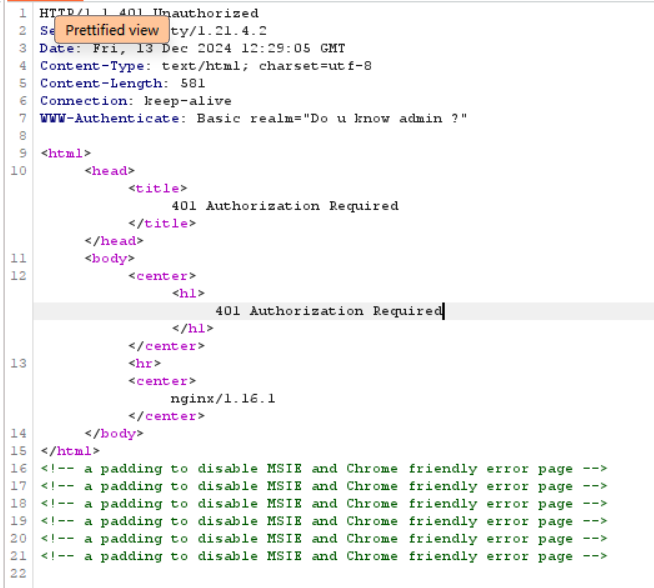 1 HTTP/1.1 401 Unauthorized
Prettified view
2 Se ty/1.21.4.2
3 Date: Fri, 13 Dec 2024 12:29:05 GMT
4 Content-Type: text/html; charset=utf-8
5 Content-Length: 581
6 Connection: keep-alive
7 WWW-Authenticate: Basic realm="Do u know admin ?"
8
9 <html>
10 <head>
<title>
401 Authorization Required
</title>
</head>
11 <body>
12 <center>
<h1>
401 Authorization Required
</h1>
</center>
13 <hr>
<center>
nginx/1.16.1
</center>
14 </body>
15 </html>
16 <!-- a padding to disable MSIE and Chrome friendly error page -->
17 <!-- a padding to disable MSIE and Chrome friendly error page -->
18 <!-- a padding to disable MSIE and Chrome friendly error page -->
19 <!-- a padding to disable MSIE and Chrome friendly error page -->
20 <!-- a padding to disable MSIE and Chrome friendly error page -->
21 <!-- a padding to disable MSIE and Chrome friendly error page -->
22